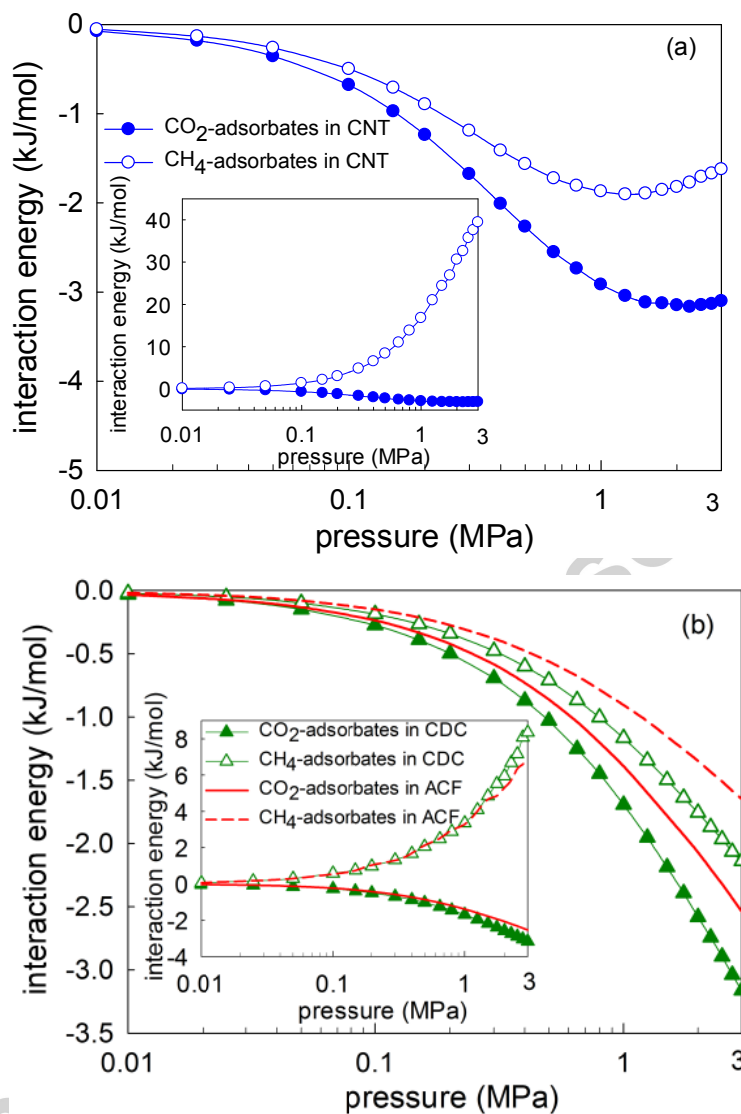 (a)
interaction energy (kJ/mol)
0
-1
-2
-3
-4
-5
CO2-adsorbates in CNT
CH4-adsorbates in CNT
interaction energy (kJ/mol)
40
30
20
10
0
0.01 0.1 1 3
pressure (MPa)
0.01 0.1 1 3
pressure (MPa)
(b)
interaction energy (kJ/mol)
0.0
-0.5
-1.0
-1.5
-2.0
-2.5
-3.0
-3.5
interaction energy (kJ/mol)
8
6
4
2
0
-2
-4
CO2-adsorbates in CDC
CH4-adsorbates in CDC
CO2-adsorbates in ACF
CH4-adsorbates in ACF
0.01 0.1 1 3
pressure (MPa)
0.01 0.1 1 3
pressure (MPa)